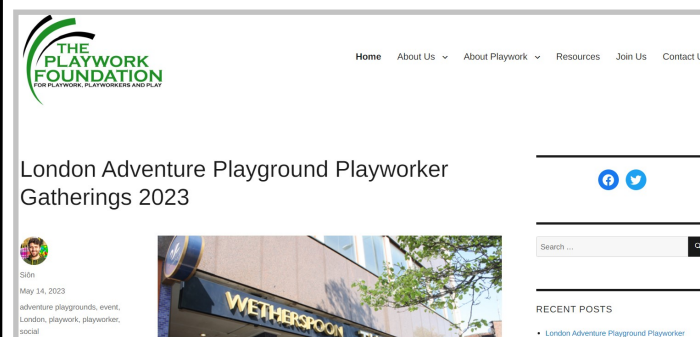 THE
PLAYWORK
FOUNDATION
FOR PLAYWORK, PLAYWORKERS AND PLAY
Home About Us About Playwork Resources Join Us Contact
London Adventure Playground Playworker
Gatherings 2023
Siôn
May 14, 2023
adventure playgrounds, event,
London, playwork, playworker,
social
WETHERSPOON
Search …
RECENT POSTS
London Adventure Playground Playworker